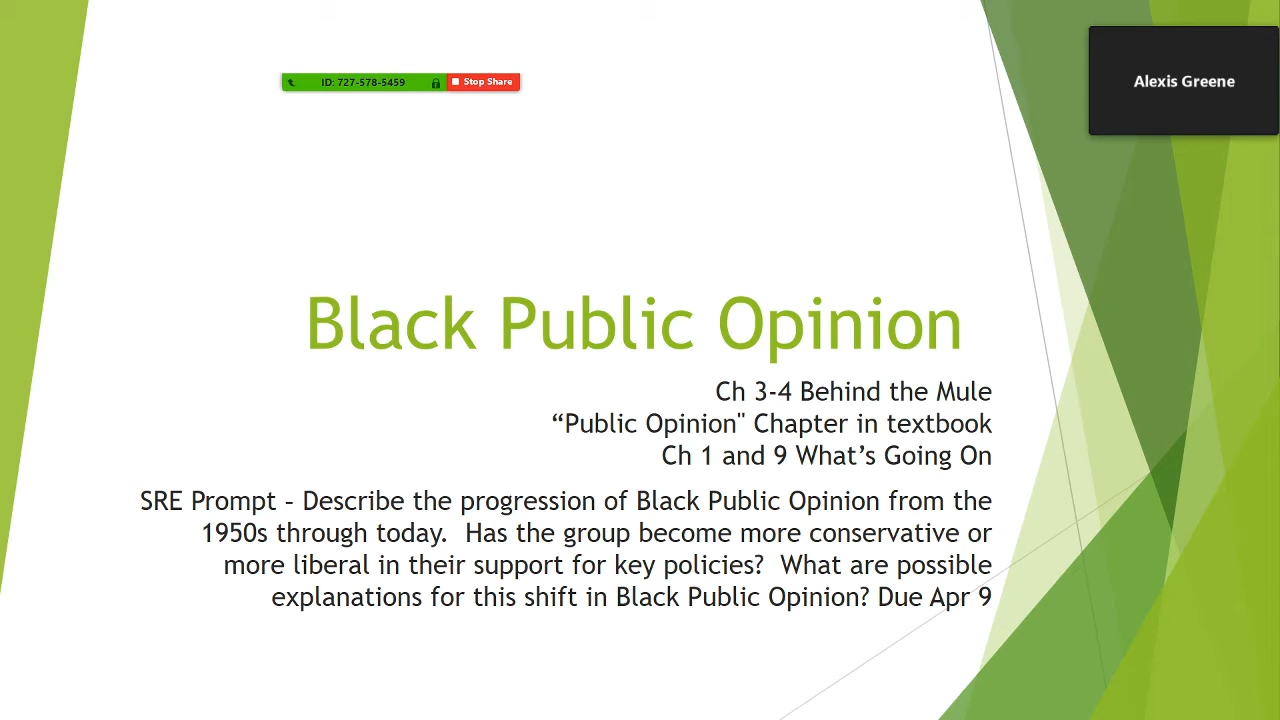 ID: 727-578-5459
Stop Share
Alexis Greene
Black Public Opinion
Ch 3-4 Behind the Mule
“Public Opinion" Chapter in textbook
Ch 1 and 9 What’s Going On
SRE Prompt – Describe the progression of Black Public Opinion from the
1950s through today.  Has the group become more conservative or
more liberal in their support for key policies?  What are possible
explanations for this shift in Black Public Opinion? Due Apr 9